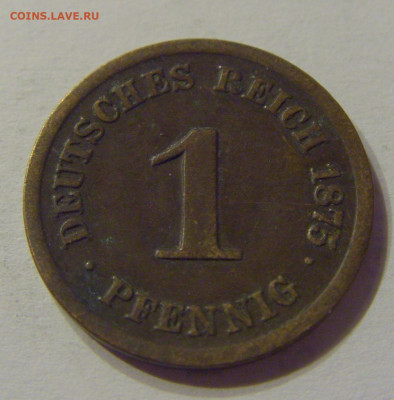 COINS.LAVE.RU
DEUTSCHES REICH 1875 ·
1
· PFENNIG